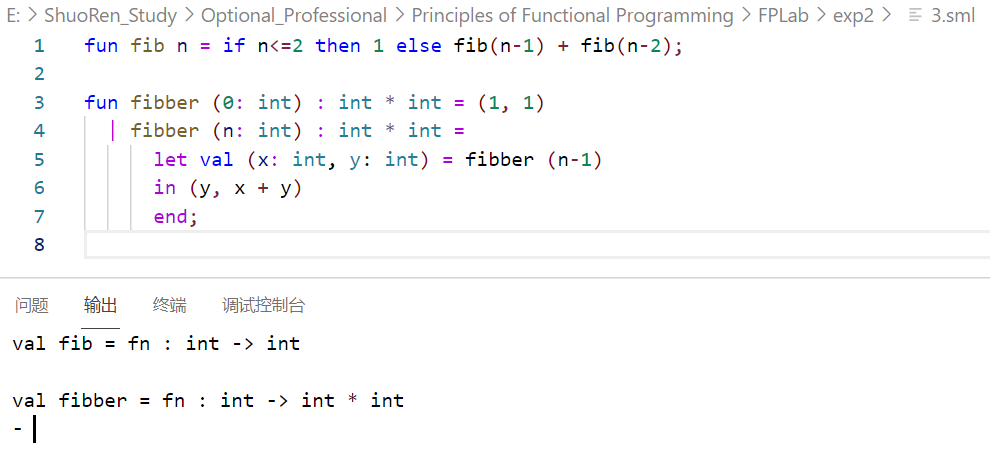 E: > ShuoRen_Study > Optional_Professional > Principles of Functional Programming > FPLab > exp2 > 3.sml
1 fun fib n = if n<=2 then 1 else fib(n-1) + fib(n-2);
2
3 fun fibber (0: int) : int * int = (1, 1)
4 | fibber (n: int) : int * int =
5 let val (x: int, y: int) = fibber (n-1)
6 in (y, x + y)
7 end;
8
问题 输出 终端 调试控制台
val fib = fn : int -> int
val fibber = fn : int -> int * int
-